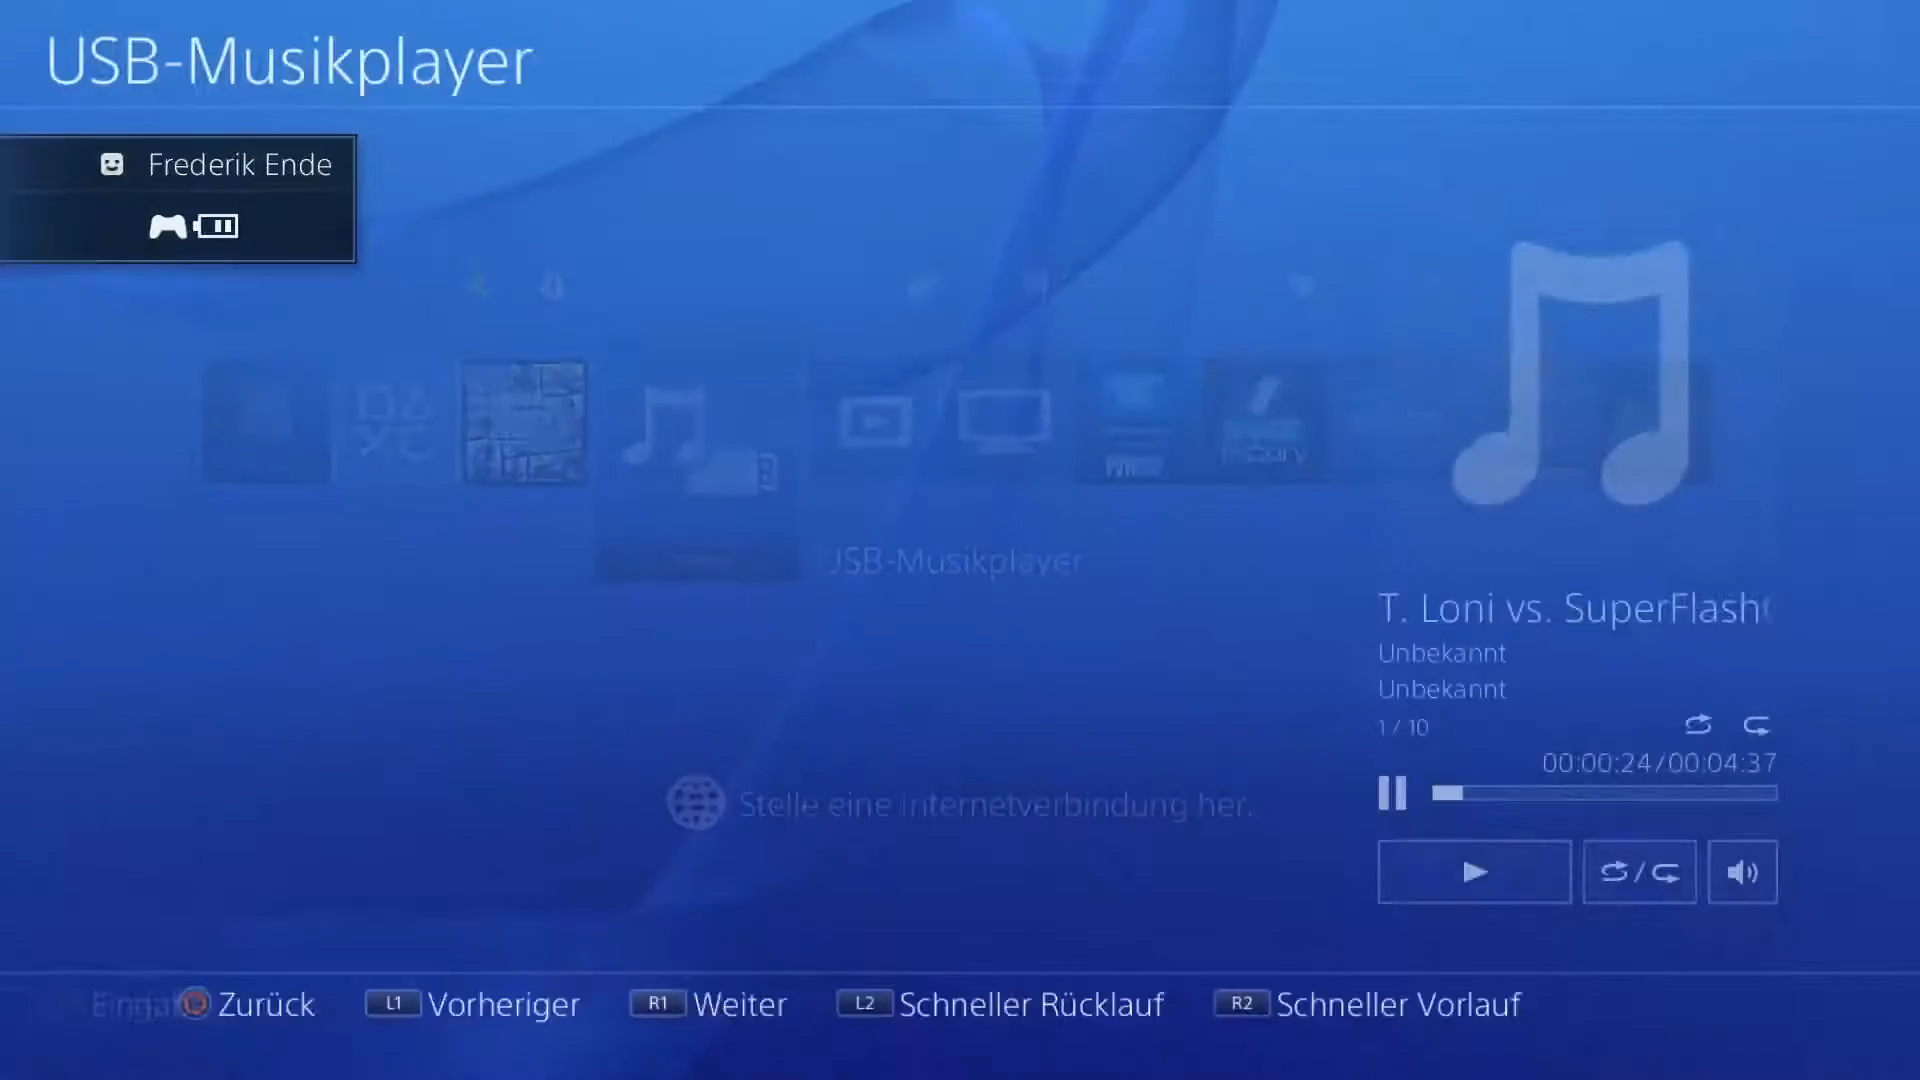 USB-Musikplayer
Frederik Ende
USB-Musikplayer
T. Loni vs. SuperFlash
Unbekannt
Unbekannt
1 / 10
00:00:24/00:04:37
Stelle eine Internetverbindung her.
Zurück
L1 Vorheriger
R1 Weiter
L2 Schneller Rücklauf
R2 Schneller Vorlauf